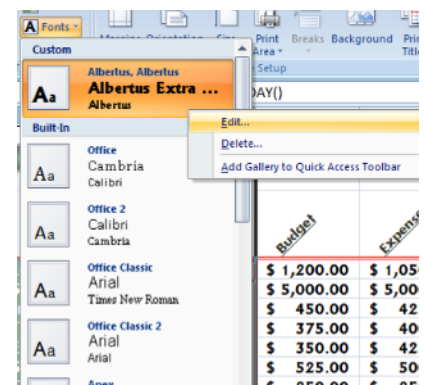 A Fonts
Custom
Aa
Albertus, Albertus
Albertus Extra ...
Albertus
Built-In
Aa
Office
Cambria
Calibri
Aa
Office 2
Calibri
Cambria
Aa
Office Classic
Arial
Times New Roman
Aa
Office Classic 2
Arial
Arial
Apex
Margins Orientation Size Print Area Breaks Background Print
Setup
DAY()
Edit...
Delete...
Add Gallery to Quick Access Toolbar
Budget
$ 1,200.00
$ 5,000.00
$ 450.00
$ 375.00
$ 350.00
$ 525.00